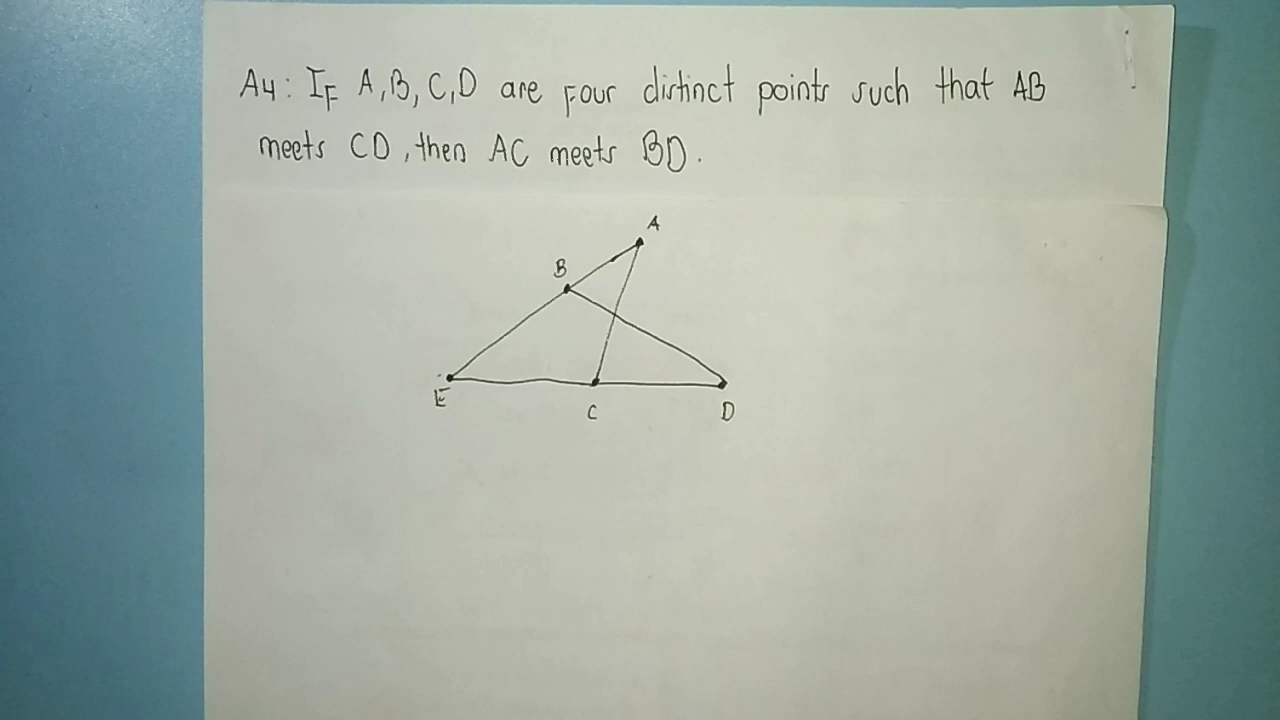 A4: If A,B,C,D are four distinct points such that AB
meets CD, then AC meets BD.
A
B
E
C
D